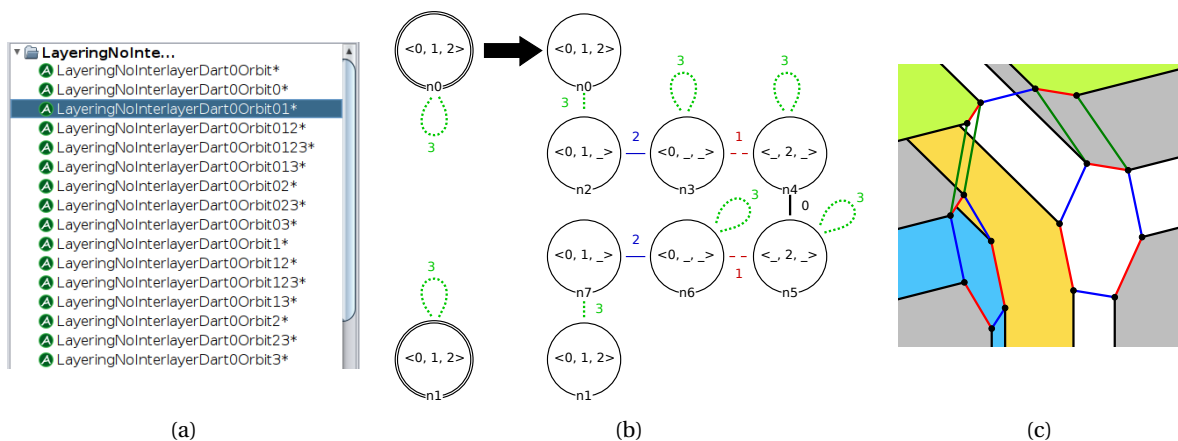 LayeringNoInte...
LayeringNoInterlayerDart0Orbit*
LayeringNoInterlayerDart0Orbit0*
LayeringNoInterlayerDart0Orbit01*
LayeringNoInterlayerDart0Orbit012*
LayeringNoInterlayerDart0Orbit0123*
LayeringNoInterlayerDart0Orbit013*
LayeringNoInterlayerDart0Orbit02*
LayeringNoInterlayerDart0Orbit023*
LayeringNoInterlayerDart0Orbit03*
LayeringNoInterlayerDart0Orbit1*
LayeringNoInterlayerDart0Orbit12*
LayeringNoInterlayerDart0Orbit123*
LayeringNoInterlayerDart0Orbit13*
LayeringNoInterlayerDart0Orbit2*
LayeringNoInterlayerDart0Orbit23*
LayeringNoInterlayerDart0Orbit3*
<0, 1, 2> <0, 1, 2>
n0 n0
3 3 3 3
<0, 1, _> 2 <0, _, _> 1 <_, 2, _>
n2 n3 n4
0
3 3
<0, 1, _> 2 <0, _, _> 1 <_, 2, _>
n7 n6 n5
3 3
<0, 1, 2> <0, 1, 2>
n1 n1
(a) (b) (c)